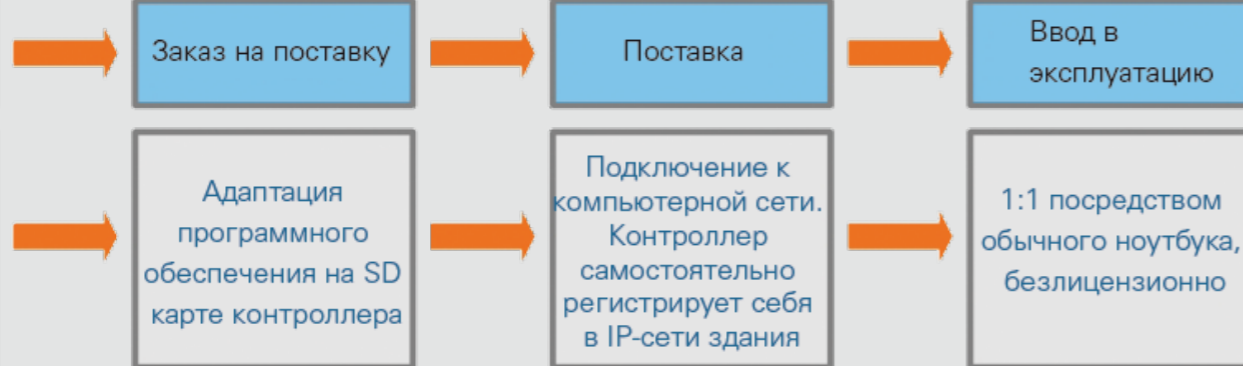 Заказ на поставку
Поставка
Ввод в
эксплуатацию
Адаптация
программного
обеспечения на SD
карте контроллера
Подключение к
компьютерной сети.
Контроллер
самостоятельно
регистрирует себя
в IP-сети здания
1:1 посредством
обычного ноутбука,
безлицензионно